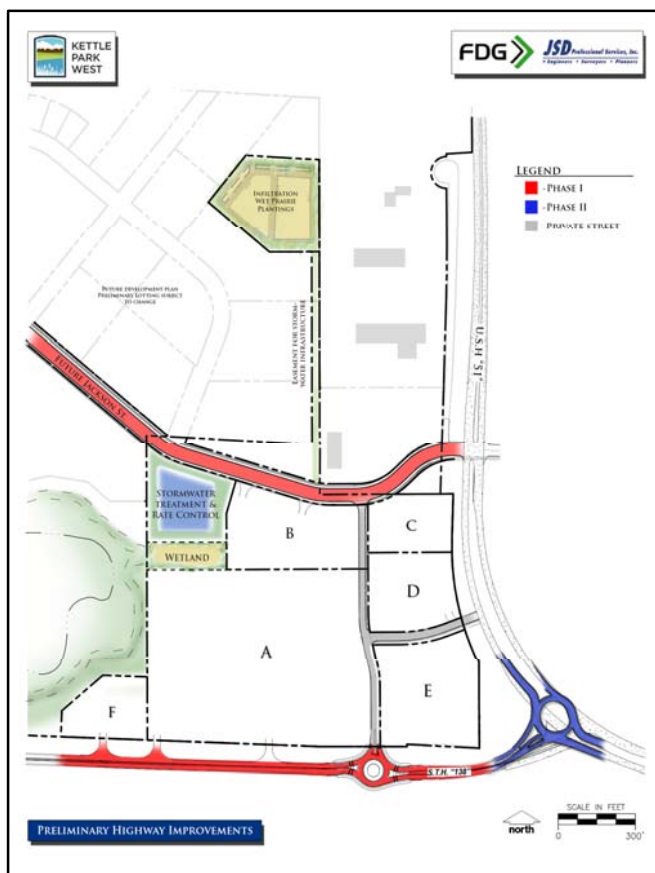 KETTLE
PARK
WEST
FDG
JSD Professional Services, Inc.
• Engineers • Surveyors • Planners
LEGEND
- PHASE I
- PHASE II
- PRIVATE STREET
INFILTRATION
WET PRAIRIE
PLANTINGS
FUTURE DEVELOPMENT PLAN
PRELIMINARY LOTTING SUBJECT
TO CHANGE
EASEMENT FOR STORM-
WATER INFRASTRUCTURE
U.S.H "51"
FUTURE JACKSON ST
STORMWATER
TREATMENT &
RATE CONTROL
WETLAND
B
C
D
A
E
F
S.T.H. "138"
PRELIMINARY HIGHWAY IMPROVEMENTS
north
SCALE IN FEET
0 300'